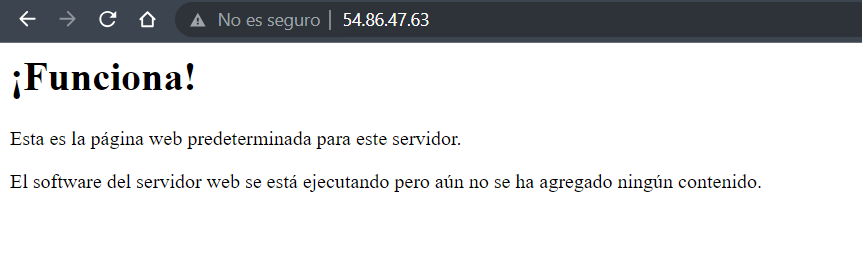 No es seguro | 54.86.47.63
¡Funciona!
Esta es la página web predeterminada para este servidor.
El software del servidor web se está ejecutando pero aún no se ha agregado ningún contenido.